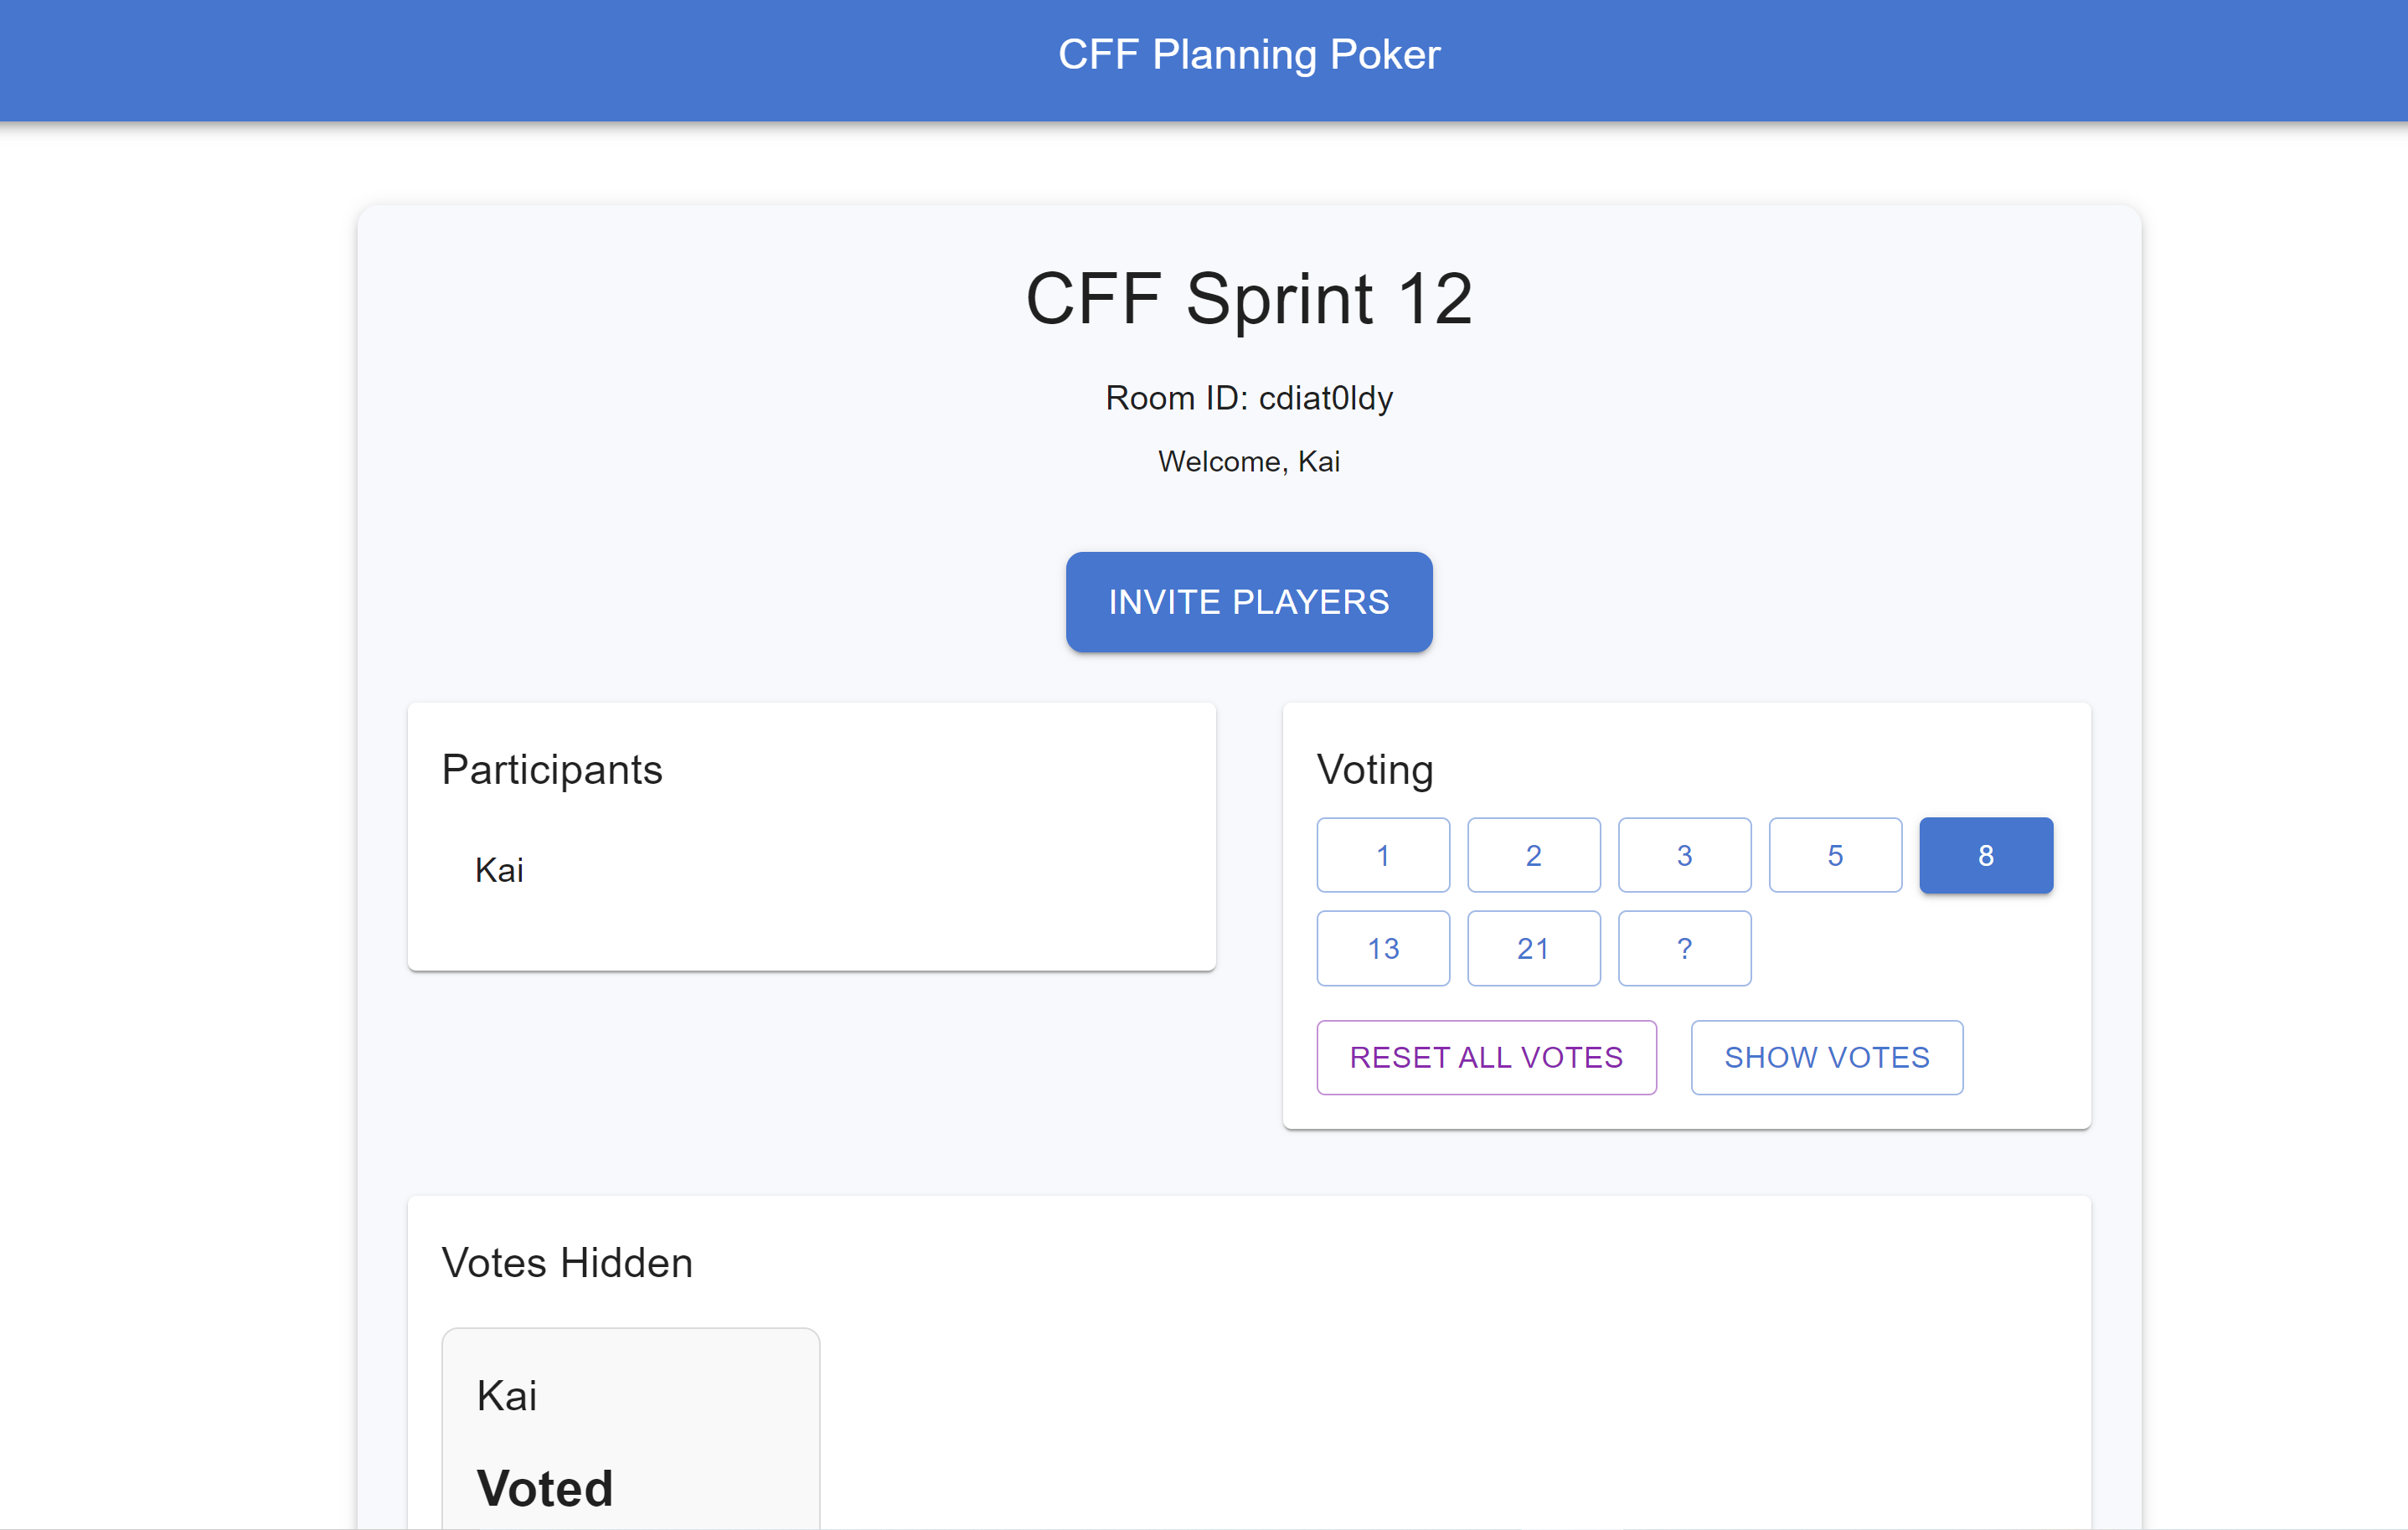 CFF Planning Poker
CFF Sprint 12
Room ID: cdiat0ldy
Welcome, Kai
INVITE PLAYERS
Participants
Kai
Voting
1 2 3 5 8
13 21 ?
RESET ALL VOTES SHOW VOTES
Votes Hidden
Kai
Voted